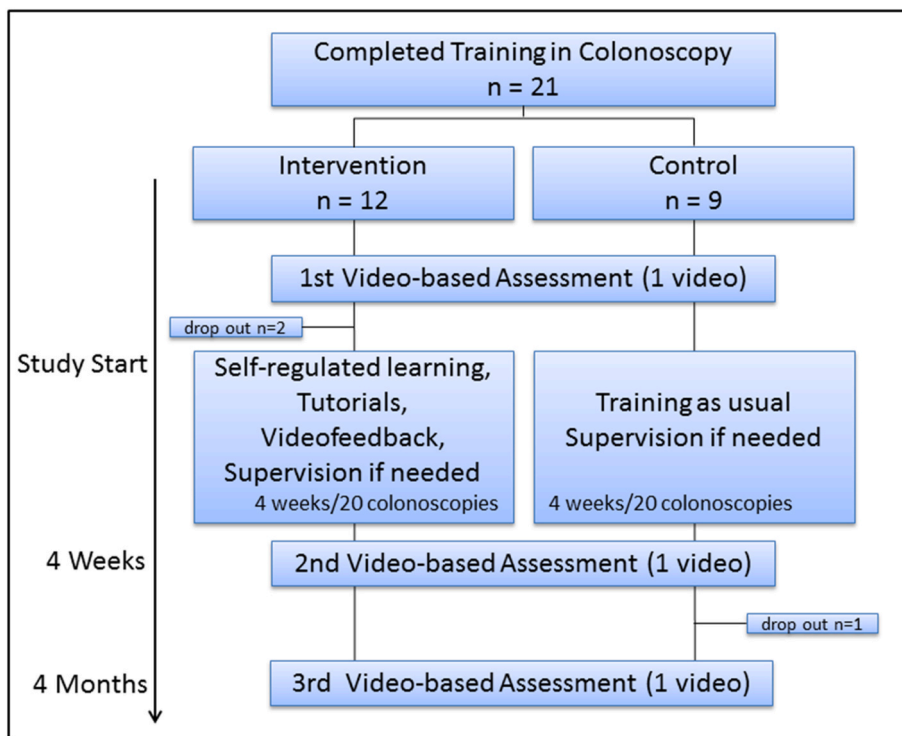 Completed Training in Colonoscopy
n = 21
Intervention
n = 12
Control
n = 9
1st Video-based Assessment (1 video)
drop out n=2
Study Start
Self-regulated learning,
Tutorials,
Videofeedback,
Supervision if needed
4 weeks/20 colonoscopies
Training as usual
Supervision if needed
4 weeks/20 colonoscopies
4 Weeks
2nd Video-based Assessment (1 video)
drop out n=1
4 Months
3rd Video-based Assessment (1 video)